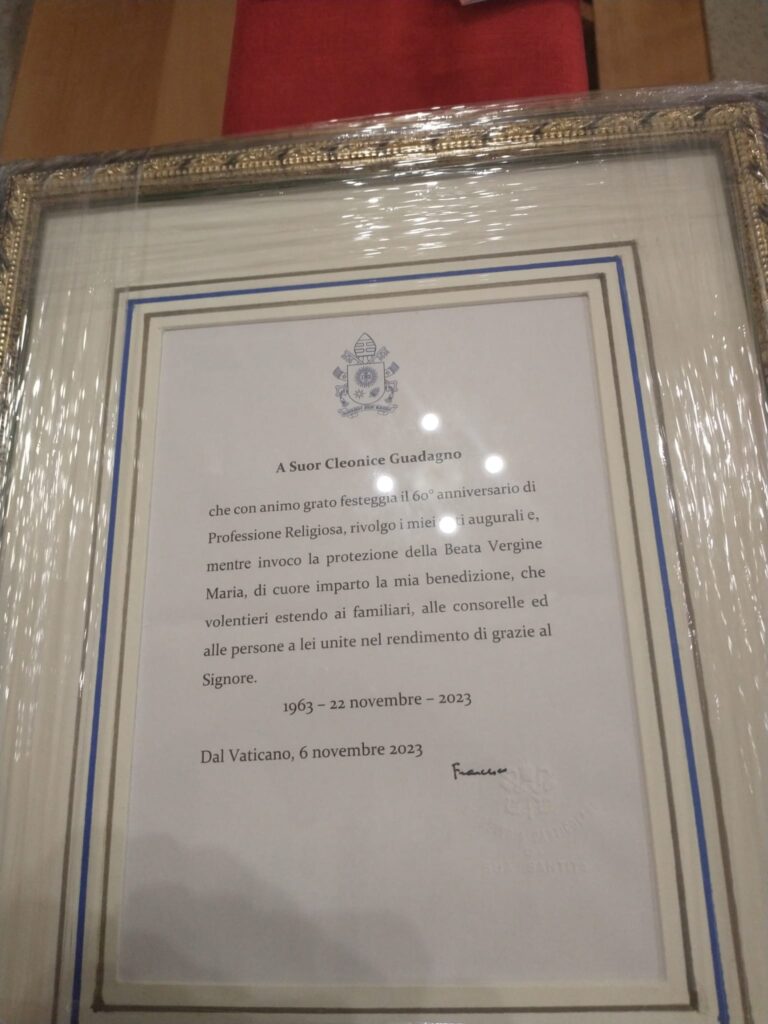 A Suor Cleonice Guadagno
che con animo grato festeggia il 60° anniversario di
Professione Religiosa, rivolgo i miei augurali e,
mentre invoco la protezione della Beata Vergine
Maria, di cuore imparto la mia benedizione, che
volentieri estendo ai familiari, alle consorelle ed
alle persone a lei unite nel rendimento di grazie al
Signore.
1963 – 22 novembre – 2023
Dal Vaticano, 6 novembre 2023
Francesco